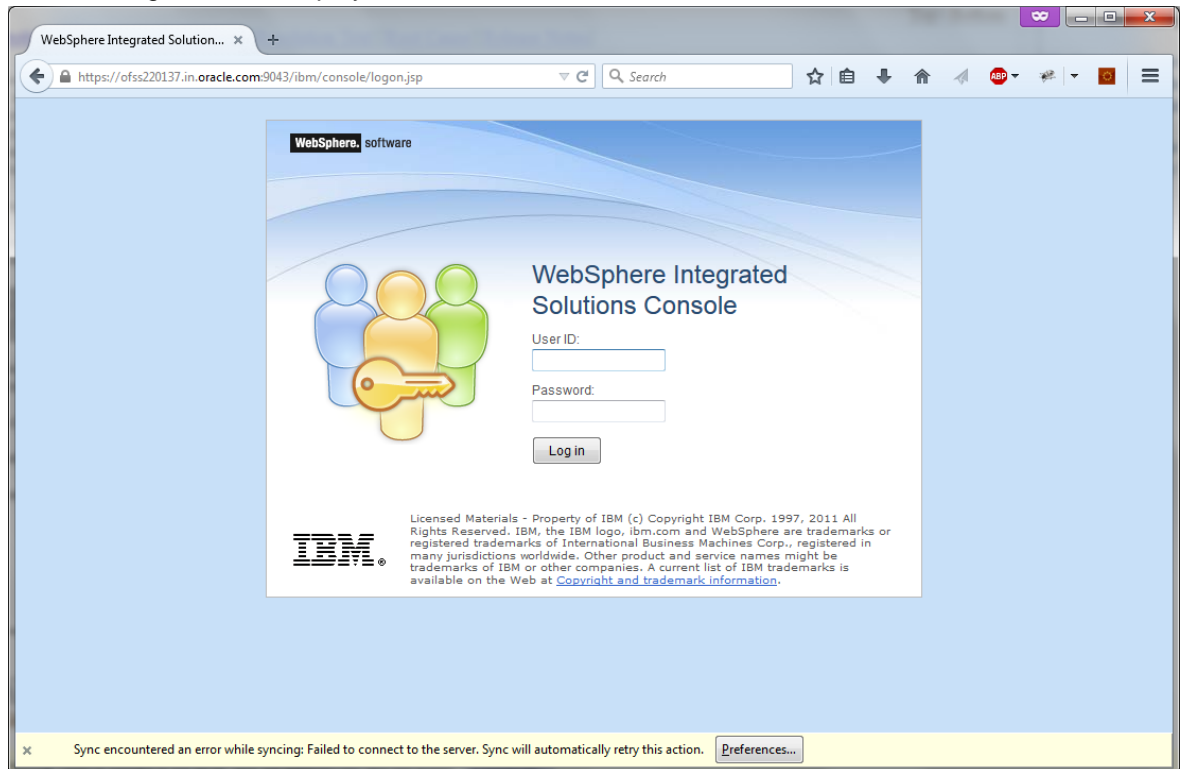 WebSphere Integrated Solution...
https://ofss220137.in.oracle.com:9043/ibm/console/logon.jsp
Search
ABP
WebSphere. software
WebSphere Integrated
Solutions Console
User ID:
Password:
Log in
IBM®
Licensed Materials - Property of IBM (c) Copyright IBM Corp. 1997, 2011 All
Rights Reserved. IBM, the IBM logo, ibm.com and WebSphere are trademarks or
registered trademarks of International Business Machines Corp., registered in
many jurisdictions worldwide. Other product and service names might be
trademarks of IBM or other companies. A current list of IBM trademarks is
available on the Web at Copyright and trademark information.
Sync encountered an error while syncing: Failed to connect to the server. Sync will automatically retry this action.
Preferences...